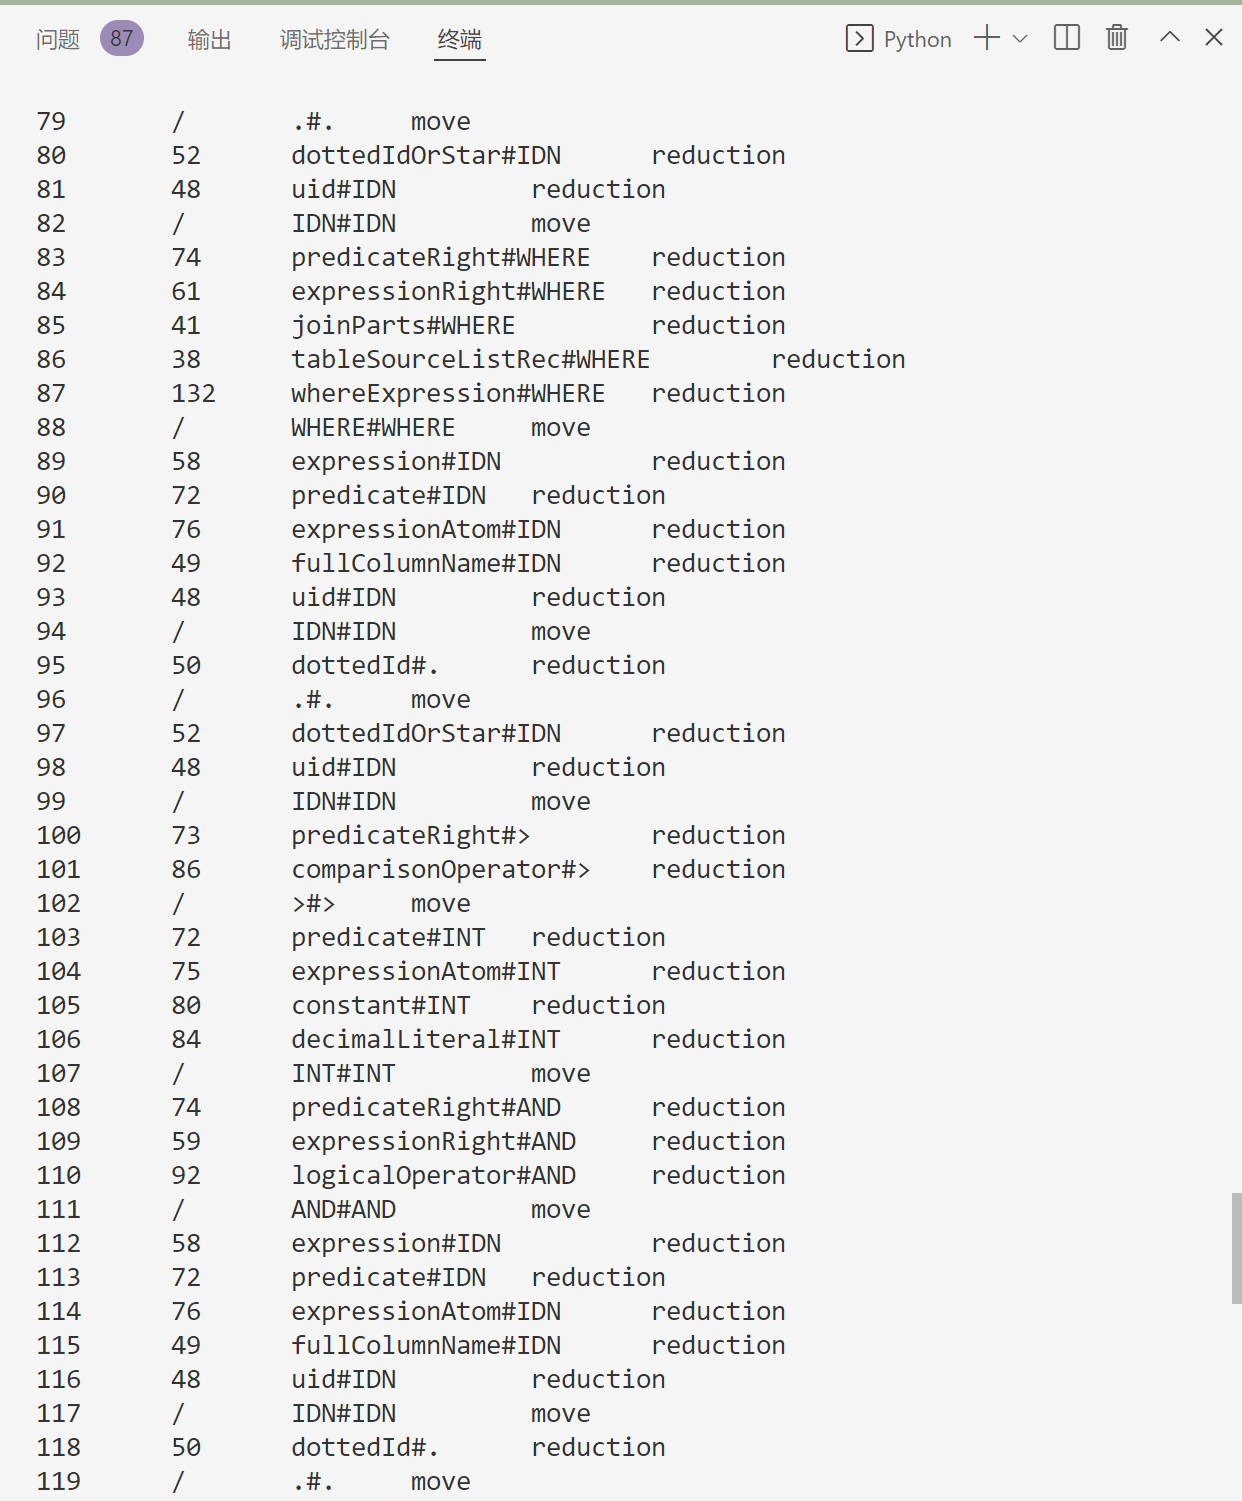 问题 87 输出 调试控制台 终端 Python
79 / .#. move
80 52 dottedIdOrStar#IDN reduction
81 48 uid#IDN reduction
82 / IDN#IDN move
83 74 predicateRight#WHERE reduction
84 61 expressionRight#WHERE reduction
85 41 joinParts#WHERE reduction
86 38 tableSourceListRec#WHERE reduction
87 132 whereExpression#WHERE reduction
88 / WHERE#WHERE move
89 58 expression#IDN reduction
90 72 predicate#IDN reduction
91 76 expressionAtom#IDN reduction
92 49 fullColumnName#IDN reduction
93 48 uid#IDN reduction
94 / IDN#IDN move
95 50 dottedId#. reduction
96 / .#. move
97 52 dottedIdOrStar#IDN reduction
98 48 uid#IDN reduction
99 / IDN#IDN move
100 73 predicateRight#> reduction
101 86 comparisonOperator#> reduction
102 / >#> move
103 72 predicate#INT reduction
104 75 expressionAtom#INT reduction
105 80 constant#INT reduction
106 84 decimalLiteral#INT reduction
107 / INT#INT move
108 74 predicateRight#AND reduction
109 59 expressionRight#AND reduction
110 92 logicalOperator#AND reduction
111 / AND#AND move
112 58 expression#IDN reduction
113 72 predicate#IDN reduction
114 76 expressionAtom#IDN reduction
115 49 fullColumnName#IDN reduction
116 48 uid#IDN reduction
117 / IDN#IDN move
118 50 dottedId#. reduction
119 / .#. move